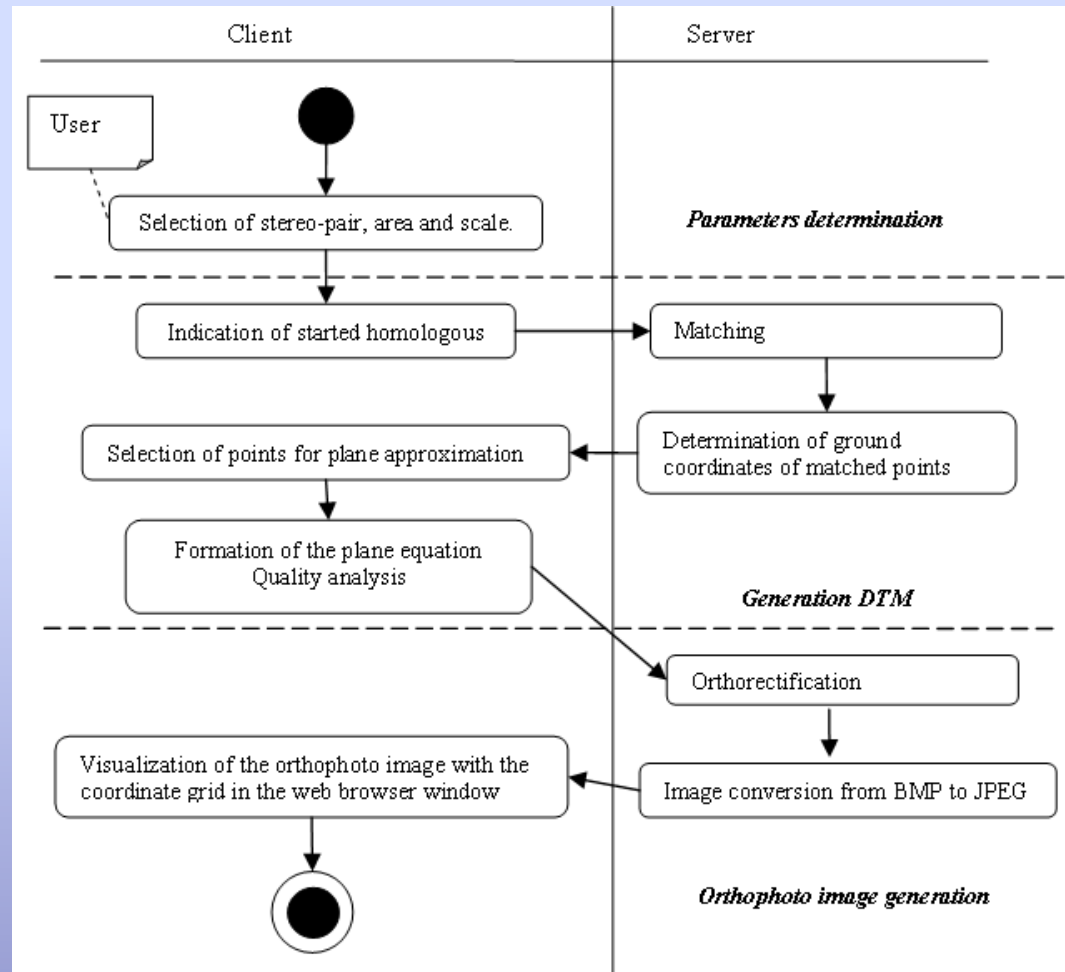 Client
Server
User
Selection of stereo-pair, area and scale.
Parameters determination
Indication of started homologous
Matching
Selection of points for plane approximation
Determination of ground
coordinates of matched points
Formation of the plane equation
Quality analysis
Generation DTM
Orthorectification
Visualization of the orthophoto image with the
coordinate grid in the web browser window
Image conversion from BMP to JPEG
Orthophoto image generation